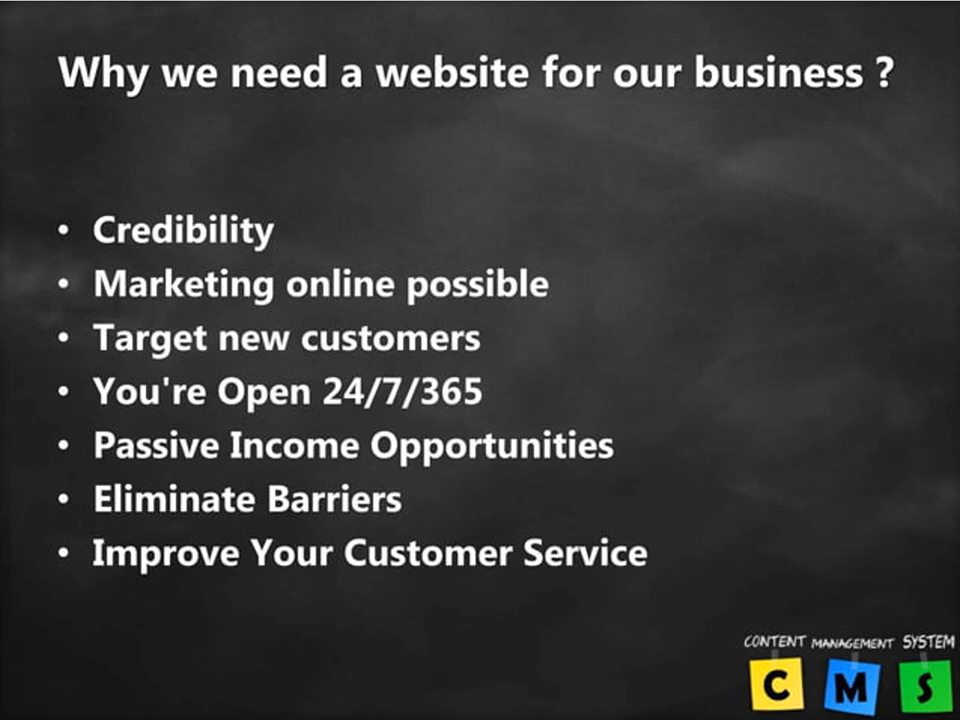 Why we need a website for our business ?
• Credibility
• Marketing online possible
• Target new customers
• You're Open 24/7/365
• Passive Income Opportunities
• Eliminate Barriers
• Improve Your Customer Service
CONTENT MANAGEMENT SYSTEM
C M S